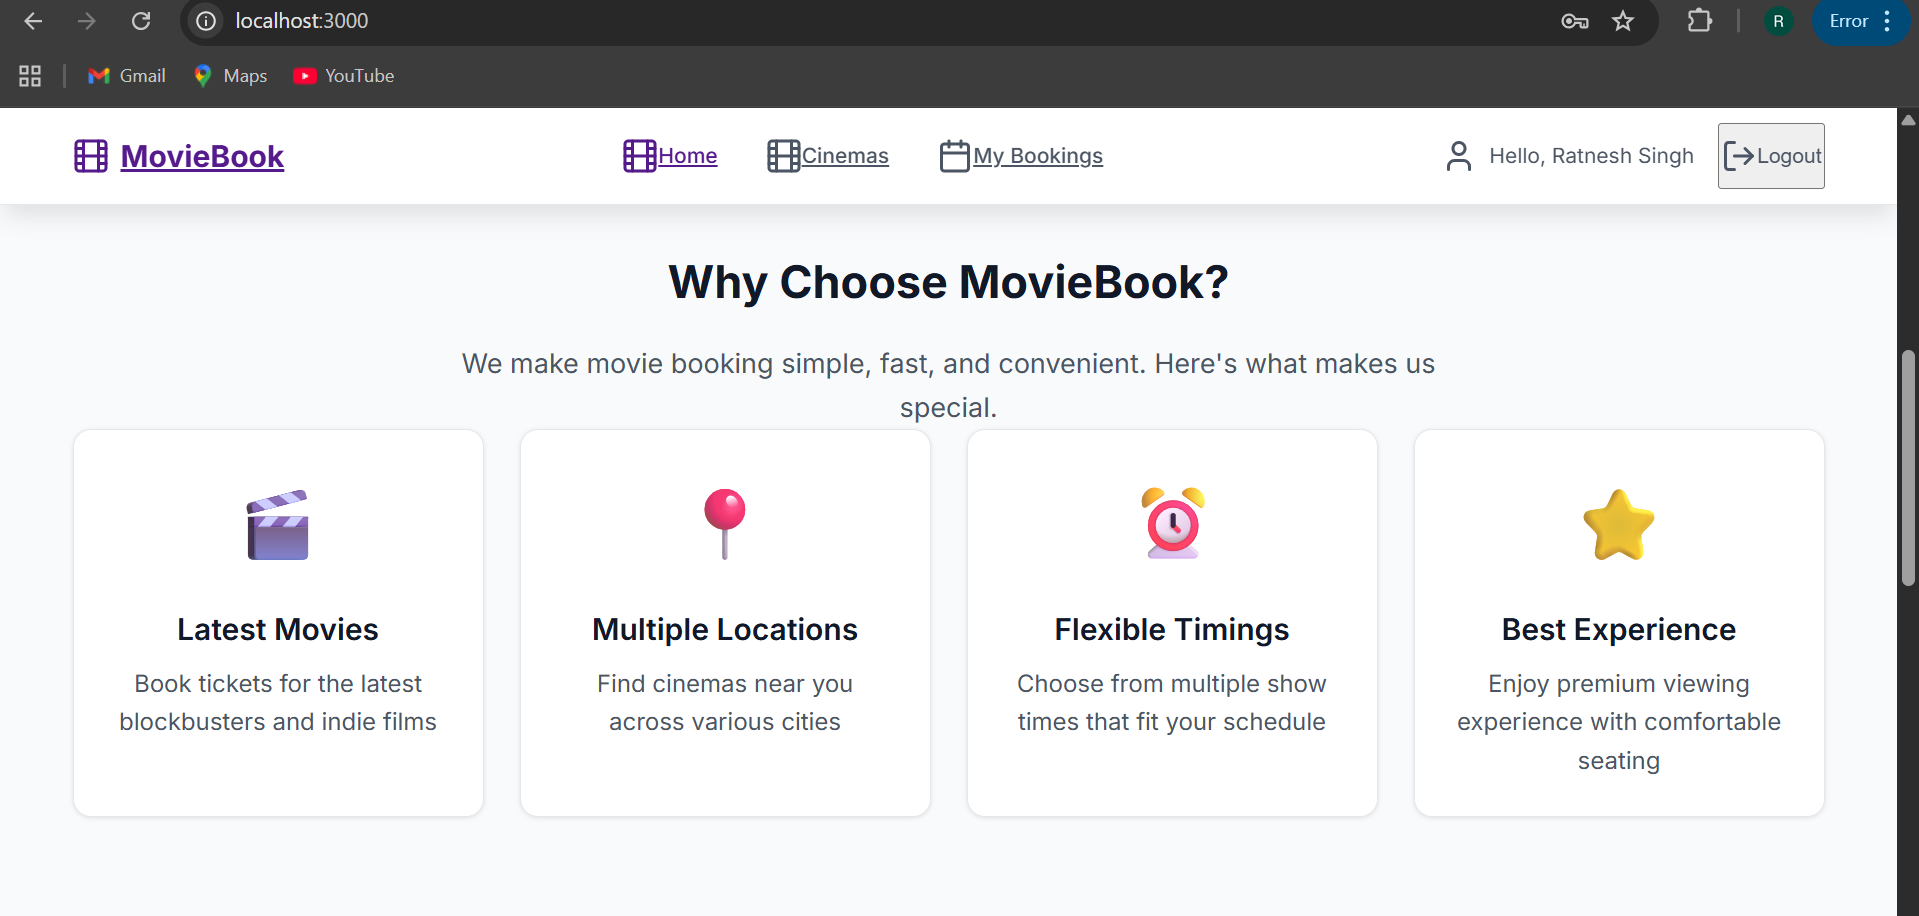 localhost:3000
R
Error
Gmail
Maps
YouTube
MovieBook
Home
Cinemas
My Bookings
Hello, Ratnesh Singh
Logout
Why Choose MovieBook?
We make movie booking simple, fast, and convenient. Here's what makes us
special.
Latest Movies
Book tickets for the latest
blockbusters and indie films
Multiple Locations
Find cinemas near you
across various cities
Flexible Timings
Choose from multiple show
times that fit your schedule
Best Experience
Enjoy premium viewing
experience with comfortable
seating